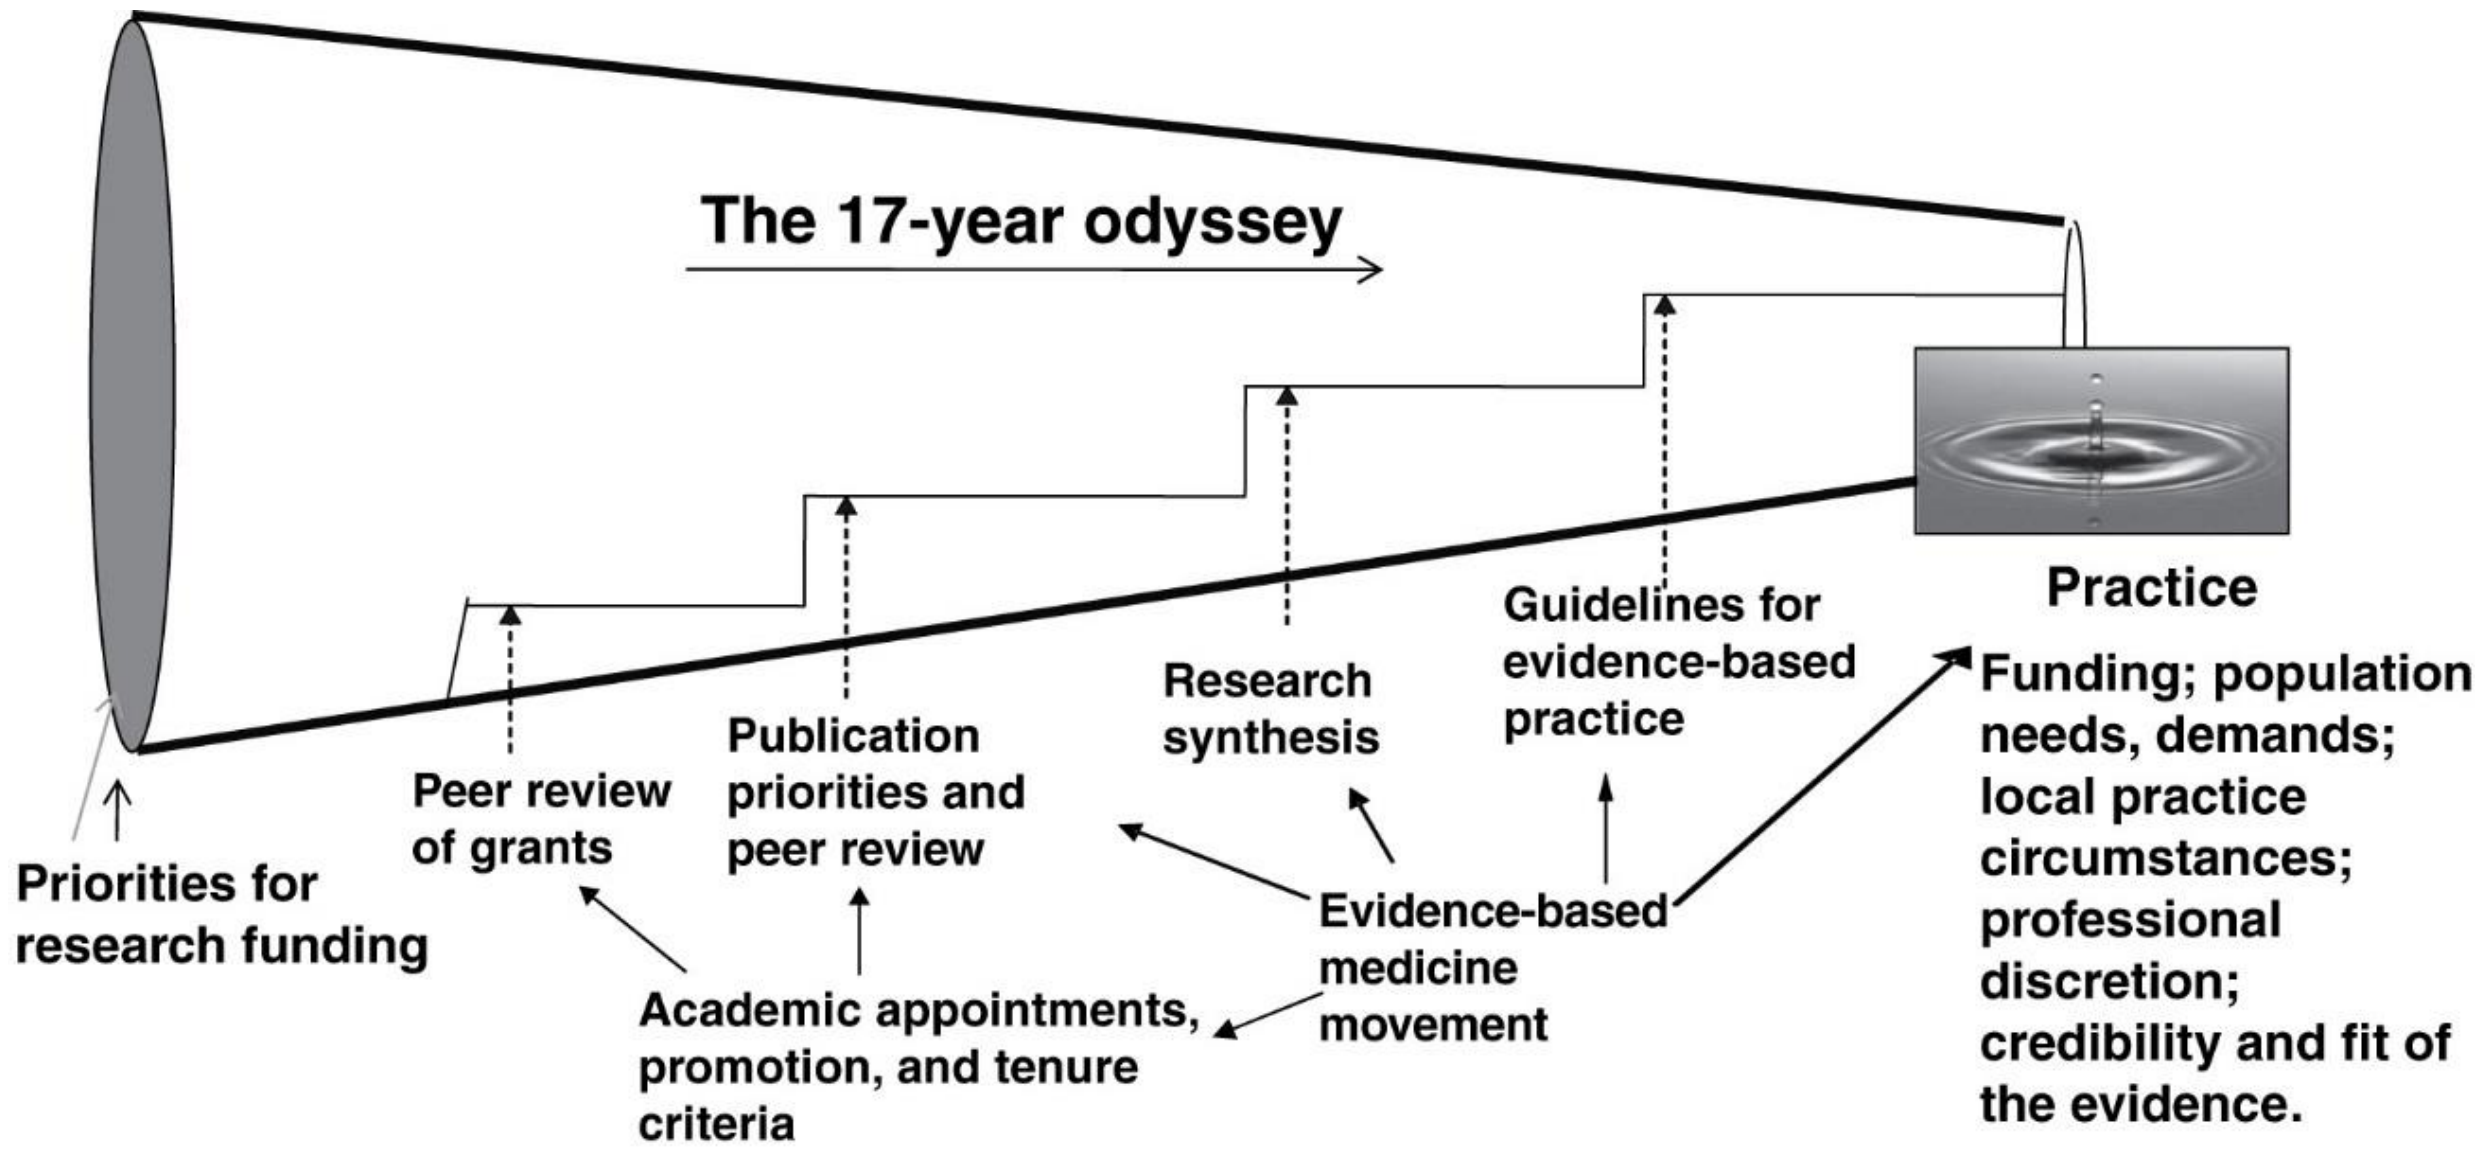 The 17-year odyssey
Priorities for
research funding
Peer review
of grants
Publication
priorities and
peer review
Research
synthesis
Guidelines for
evidence-based
practice
Practice
Funding; population
needs, demands;
local practice
circumstances;
professional
discretion;
credibility and fit of
the evidence.
Evidence-based
medicine
movement
Academic appointments,
promotion, and tenure
criteria